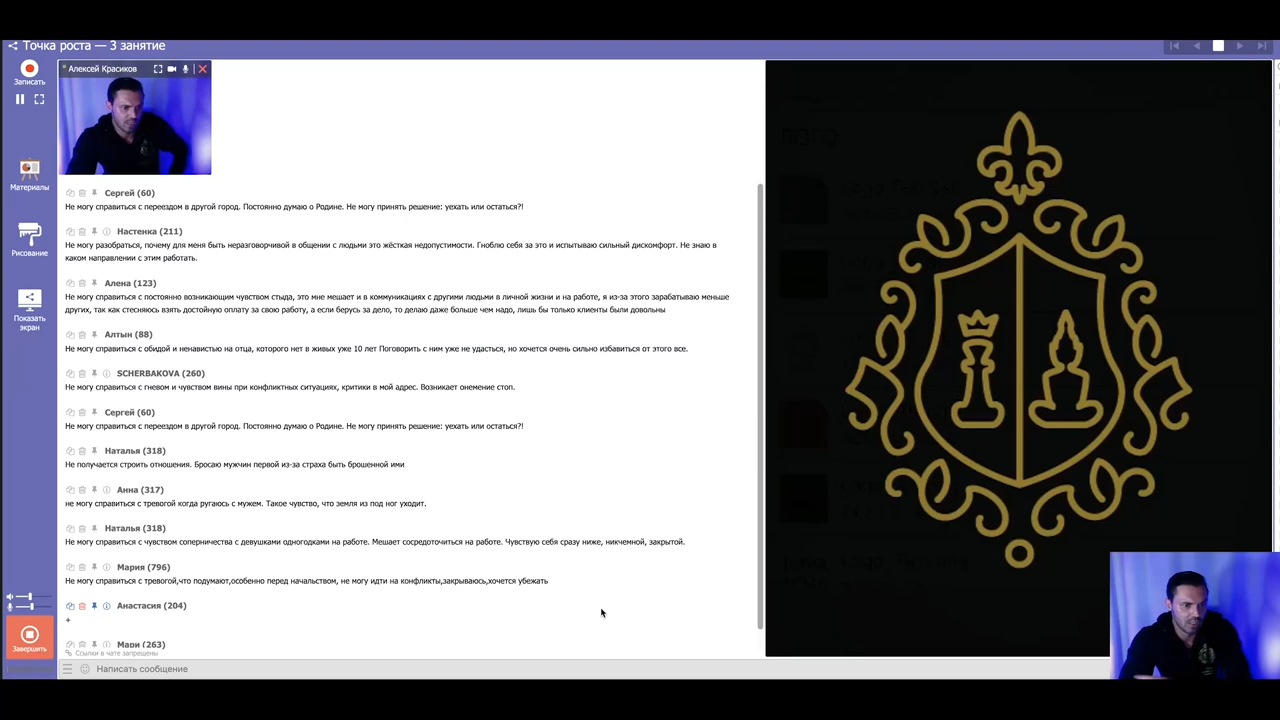 Точка роста — 3 занятие
Записать
Материалы
Рисование
Показать
экран
Завершить
Алексей Красиков
Сергей (60)
Не могу справиться с переездом в другой город. Постоянно думаю о Родине. Не могу принять решение: уехать или остаться?!
Настенка (211)
Не могу разобраться, почему для меня быть неразговорчивой в общении с людьми это жёсткая недопустимости. Гноблю себя за это и испытываю сильный дискомфорт. Не знаю в
каком направлении с этим работать.
Алена (123)
Не могу справиться с постоянно возникающим чувством стыда, это мне мешает и в коммуникациях с другими людьми в личной жизни и на работе, я из-за этого зарабатываю меньше
других, так как стесняюсь взять достойную оплату за свою работу, а если берусь за дело, то делаю даже больше чем надо, лишь бы только клиенты были довольны
Алтын (88)
Не могу справиться с обидой и ненавистью на отца, которого нет в живых уже 10 лет Поговорить с ним уже не удасться, но хочется очень сильно избавиться от этого все.
SCHERBAKOVA (260)
Не могу справиться с гневом и чувством вины при конфликтных ситуациях, критики в мой адрес. Возникает онемение стоп.
Сергей (60)
Не могу справиться с переездом в другой город. Постоянно думаю о Родине. Не могу принять решение: уехать или остаться?!
Наталья (318)
Не получается строить отношения. Бросаю мужчин первой из-за страха быть брошенной ими
Анна (317)
не могу справиться с тревогой когда ругаюсь с мужем. Такое чувство, что земля из под ног уходит.
Наталья (318)
Не могу справиться с чувством соперничества с девушками одногодками на работе. Мешает сосредоточиться на работе. Чувствую себя сразу ниже, никчемной, закрытой.
Мария (796)
Не могу справиться с тревогой,что подумают,особенно перед начальством, не могу идти на конфликты,закрываюсь,хочется убежать
Анастасия (204)
+
Мари (263)
Ссылки в чате запрещены
Написать сообщение